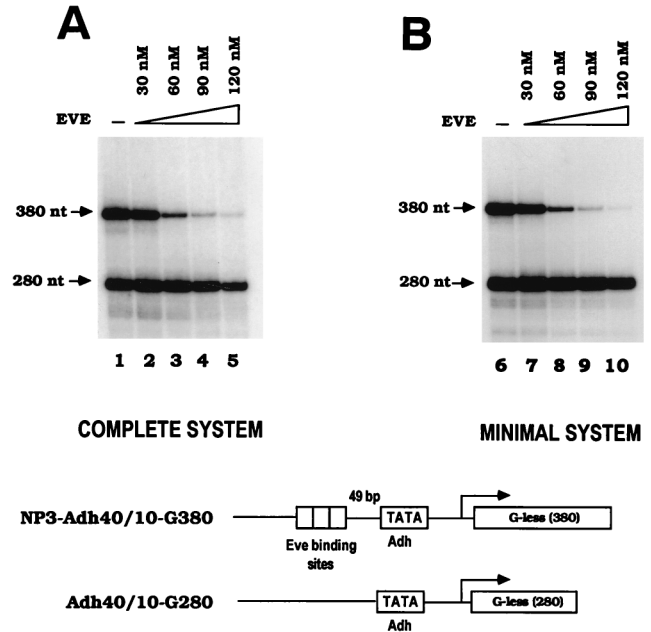 A
B
30 nM 60 nM 90 nM 120 nM
30 nM 60 nM 90 nM 120 nM
EVE –
EVE –
380 nt
380 nt
280 nt
280 nt
1 2 3 4 5
6 7 8 9 10
COMPLETE SYSTEM
MINIMAL SYSTEM
49 bp
NP3-Adh40/10-G380
TATA
G-less (380)
Eve binding
sites
Adh
Adh40/10-G280
TATA
G-less (280)
Adh